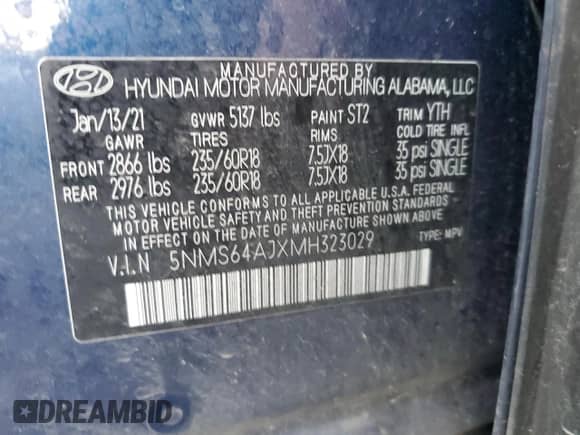 MANUFACTURED BY
HYUNDAI MOTOR MANUFACTURING ALABAMA, LLC
Jan/13/21 GVWR 5137 lbs PAINT ST2 TRIM YTH
GAWR TIRES RIMS COLD TIRE INFL
FRONT 2866 lbs 235/60R18 7.5JX18 35 psi SINGLE
REAR 2976 lbs 235/60R18 7.5JX18 35 psi SINGLE
THIS VEHICLE CONFORMS TO ALL APPLICABLE U.S.A. FEDERAL
MOTOR VEHICLE SAFETY AND THEFT PREVENTION STANDARDS
IN EFFECT ON THE DATE OF MANUFACTURE SHOWN ABOVE.
V.I.N 5NMS64AJXMH323029 TYPE: MPV
DREAMBID